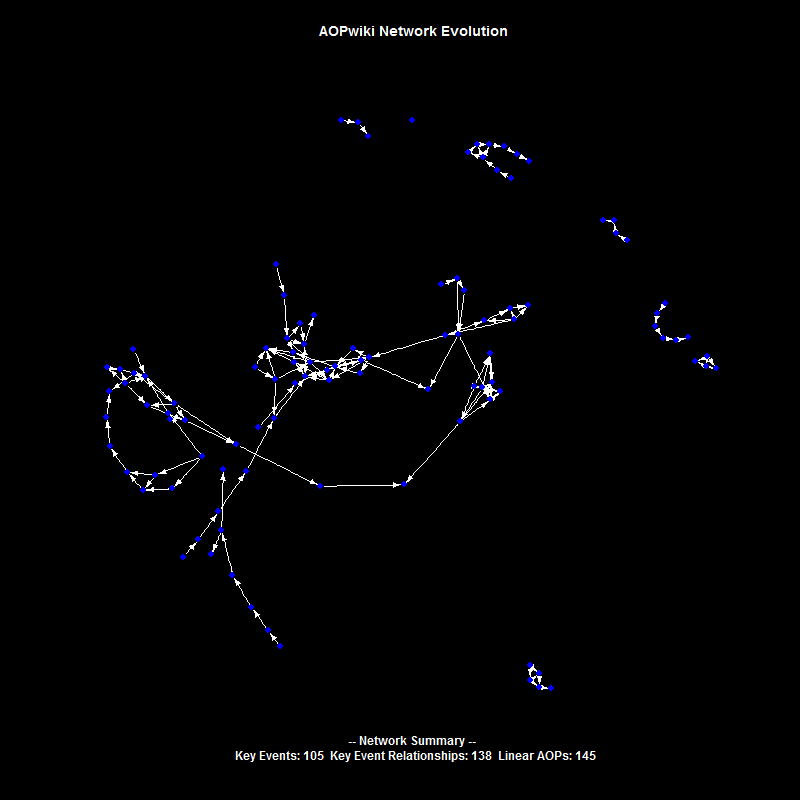 AOPwiki Network Evolution
-- Network Summary --
Key Events: 105 Key Event Relationships: 138 Linear AOPs: 145